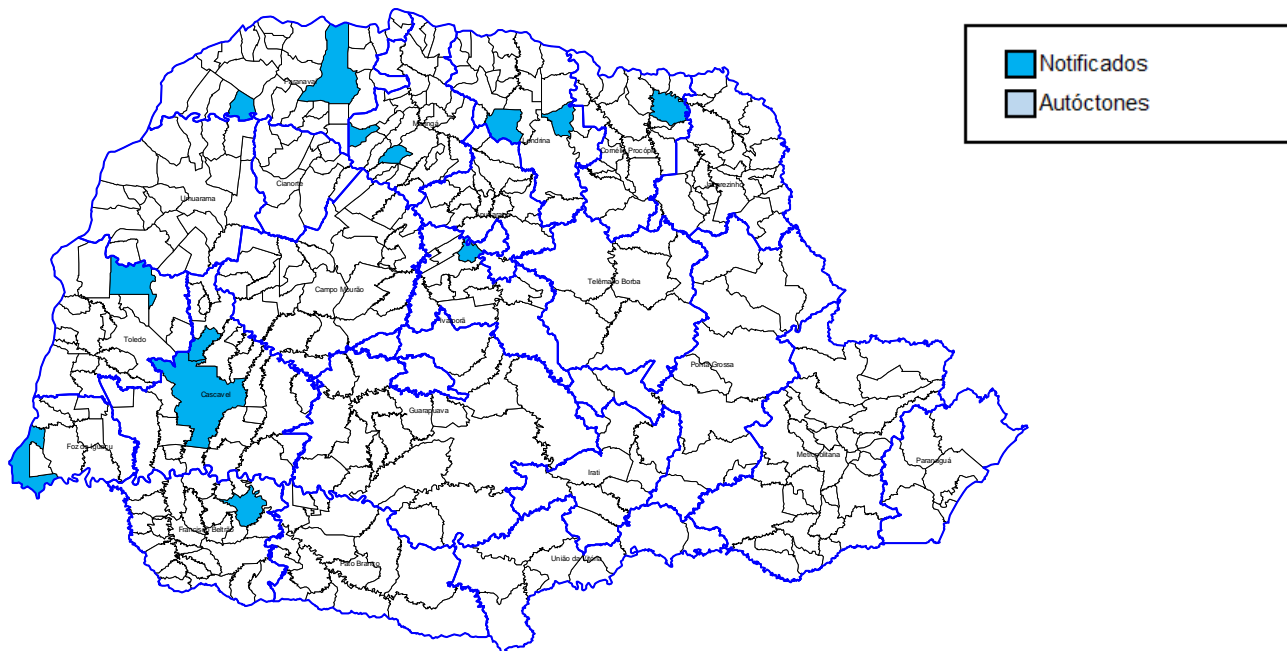 Notificados
Autóctones
Paranavaí
Maringá
Londrina
Cornélio Procópio
Jacarezinho
Cianorte
Umuarama
Apucarana
Campo Mourão
Telêmaco Borba
Ivaiporã
Toledo
Ponta Grossa
Cascavel
Guarapuava
Foz do Iguaçu
Metropolitana
Paranaguá
Irati
Francisco Beltrão
União da Vitória
Pato Branco